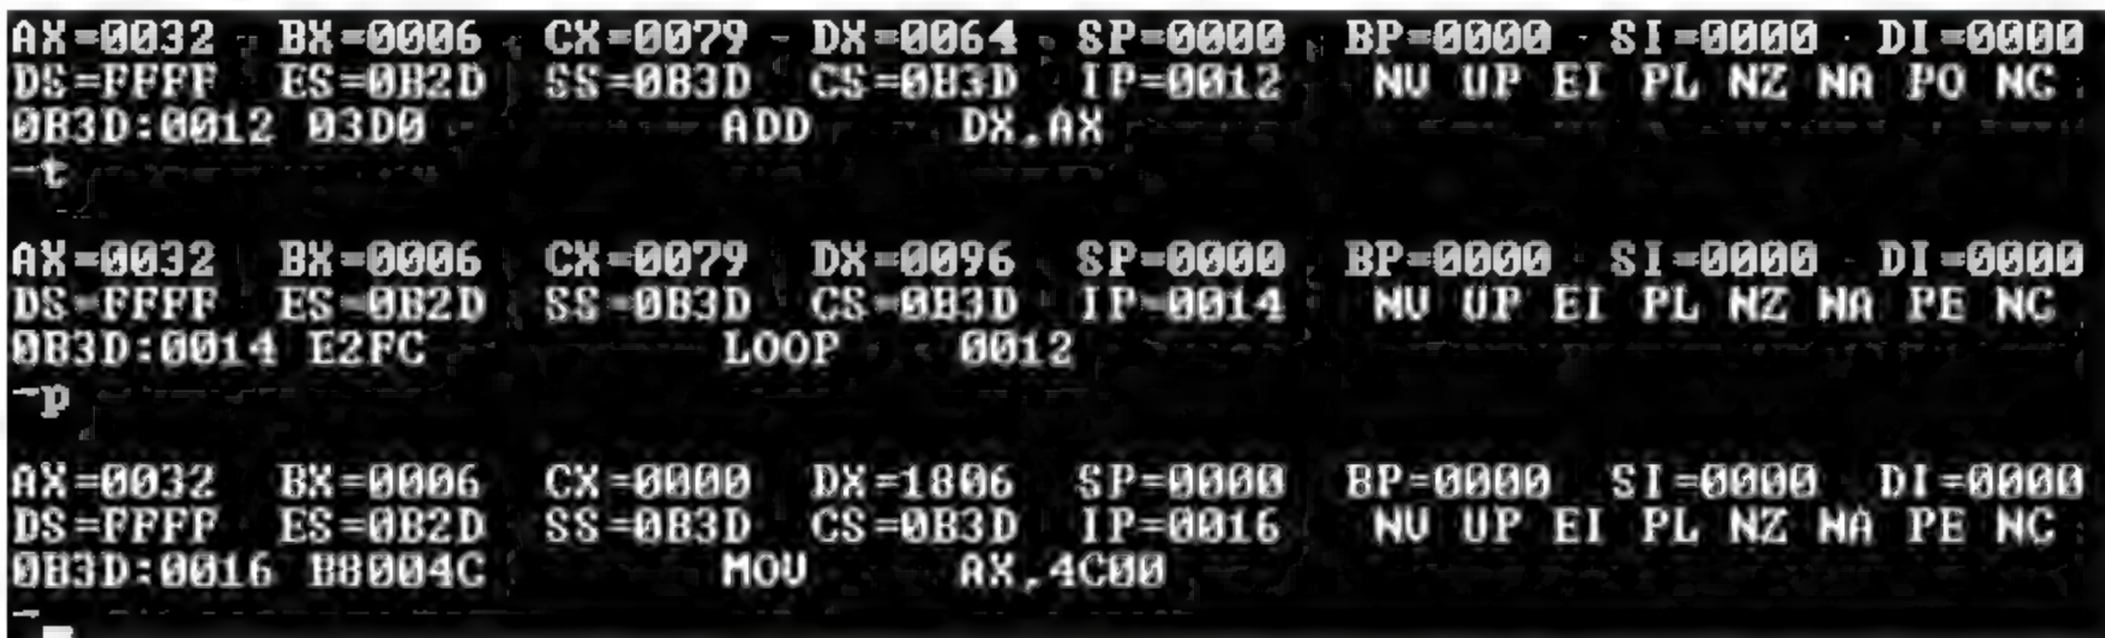 AX=0032 BX=0006 CX=0079 DX=0064 SP=0000 BP=0000 SI=0000 DI=0000
DS=FFFF ES=0B2D SS=0B3D CS=0B3D IP=0012 NV UP EI PL NZ NA PO NC
0B3D:0012 03D0 ADD DX,AX
-t
AX=0032 BX=0006 CX=0079 DX=0096 SP=0000 BP=0000 SI=0000 DI=0000
DS=FFFF ES=0B2D SS=0B3D CS=0B3D IP=0014 NV UP EI PL NZ NA PE NC
0B3D:0014 E2FC LOOP 0012
-p
AX=0032 BX=0006 CX=0000 DX=1806 SP=0000 BP=0000 SI=0000 DI=0000
DS=FFFF ES=0B2D SS=0B3D CS=0B3D IP=0016 NV UP EI PL NZ NA PE NC
0B3D:0016 B8004C MOV AX,4C00
-